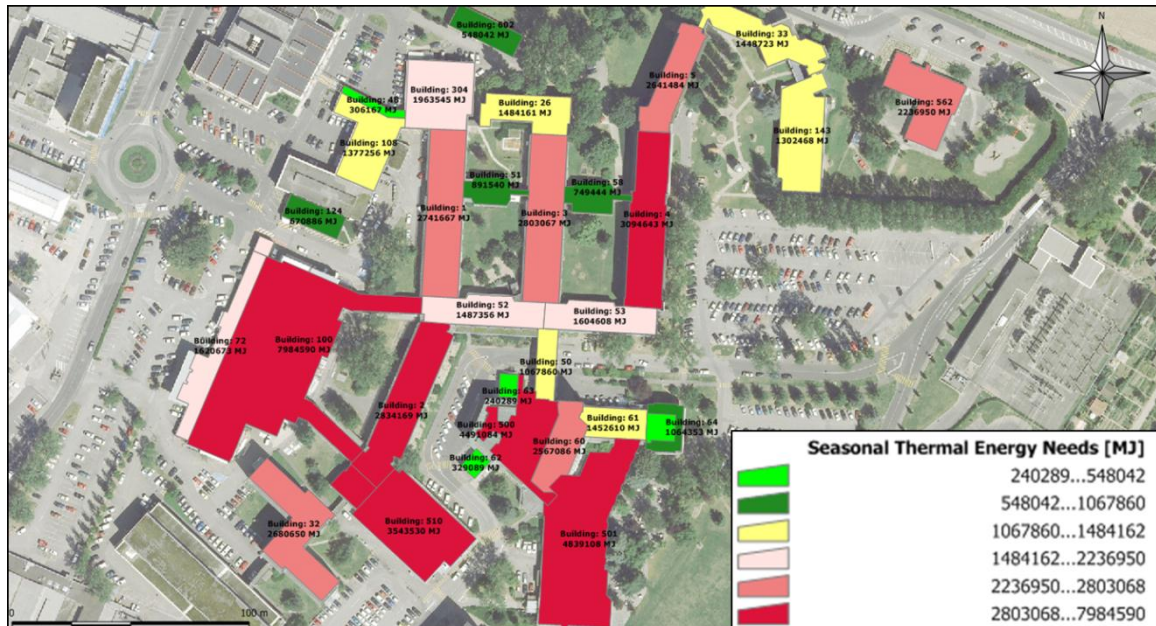 Building: 602
548042 MJ
Building: 33
1448723 MJ
N
Building: 5
2641484 MJ
Building: 304
1963545 MJ
Building: 48
306167 MJ
Building: 26
1484161 MJ
Building: 562
2236950 MJ
Building: 143
1302468 MJ
Building: 108
1377256 MJ
Building: 51
891540 MJ
Building: 58
749444 MJ
Building: 124
870886 MJ
Building: 1
2741667 MJ
Building: 3
2803067 MJ
Building: 4
3094643 MJ
Building: 52
1487356 MJ
Building: 53
1604608 MJ
Building: 72
1620673 MJ
Building: 100
7984590 MJ
Building: 50
1067860 MJ
Building: 63
240289 MJ
Building: 2
2834169 MJ
Building: 61
1452610 MJ
Building: 64
1064353 MJ
Building: 500
4491084 MJ
Building: 60
2567086 MJ
Building: 62
329089 MJ
Building: 32
2680650 MJ
Building: 510
3543530 MJ
Building: 501
4839108 MJ
Seasonal Thermal Energy Needs [MJ]
240289...548042
548042...1067860
1067860...1484162
1484162...2236950
2236950...2803068
2803068...7984590
0 100 m